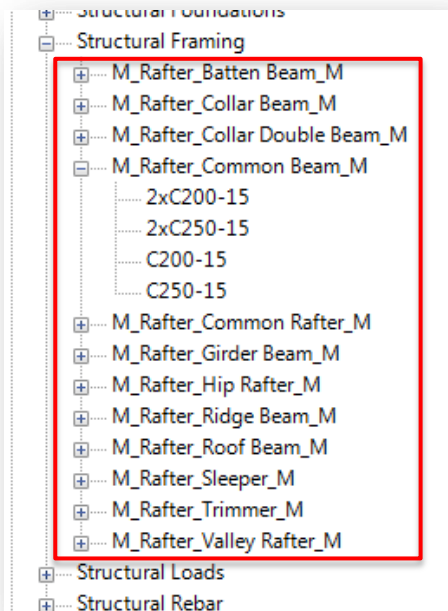 Structural Foundations
Structural Framing
M_Rafter_Batten Beam_M
M_Rafter_Collar Beam_M
M_Rafter_Collar Double Beam_M
M_Rafter_Common Beam_M
2xC200-15
2xC250-15
C200-15
C250-15
M_Rafter_Common Rafter_M
M_Rafter_Girder Beam_M
M_Rafter_Hip Rafter_M
M_Rafter_Ridge Beam_M
M_Rafter_Roof Beam_M
M_Rafter_Sleeper_M
M_Rafter_Trimmer_M
M_Rafter_Valley Rafter_M
Structural Loads
Structural Rebar